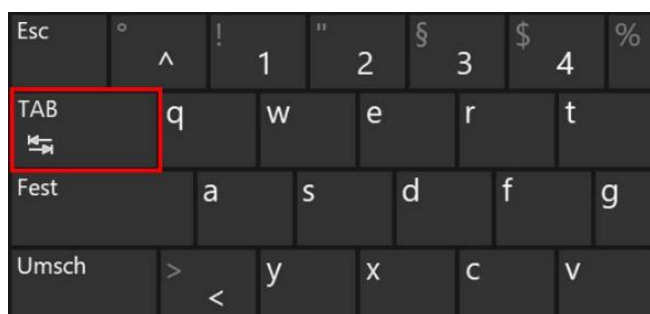 Esc ° ^ ! 1 " 2 § 3 $ 4 %
TAB q w e r t
Fest a s d f g
Umsch > < y x c v